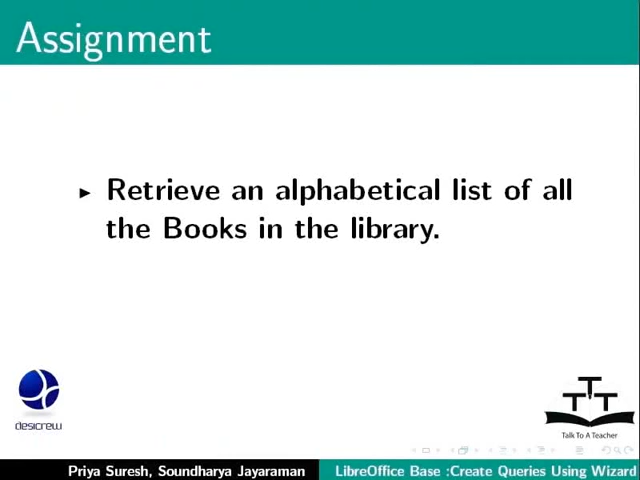 Assignment
Retrieve an alphabetical list of all
the Books in the library.
desicrew
TTT
Talk To A Teacher
Priya Suresh, Soundharya Jayaraman
LibreOffice Base :Create Queries Using Wizard